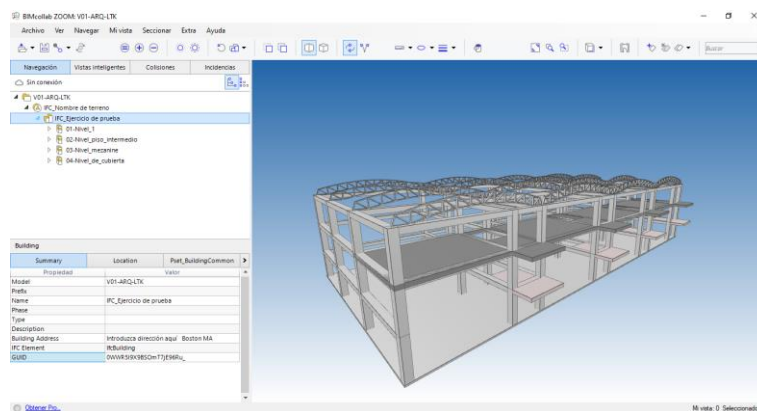 BIMcollab ZOOM: V01-ARQ-LTK
Archivo Ver Navegar Mi vista Seccionar Extra Ayuda
Buscar
Navegación Vistas inteligentes Colisiones Incidencias
Sin conexión
V01-ARQ-LTK
IFC_Nombre de terreno
IFC_Ejercicio de prueba
01-Nivel_1
02-Nivel_piso_intermedio
03-Nivel_mezanine
04-Nivel_de_cubierta
Building
Summary Location Pset_BuildingCommon
Propiedad Valor
Model V01-ARQ-LTK
Prefix
Name IFC_Ejercicio de prueba
Phase
Type
Description
Building Address Introduzca dirección aquí Boston MA
IFC Element IfcBuilding
GUID
Obtener Pro...
Mi vista: 0 Seleccionado